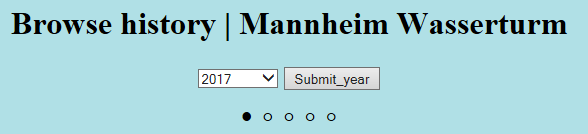 Browse history | Mannheim Wasserturm
2017 Submit_year